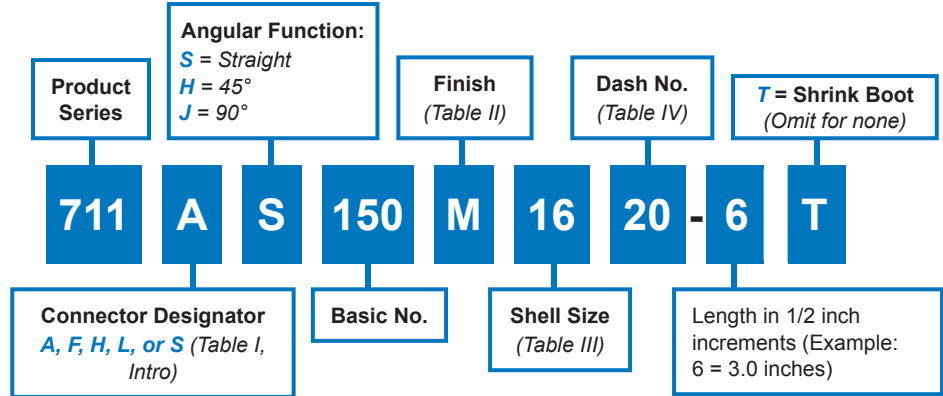 Product
Series
Angular Function:
S = Straight
H = 45°
J = 90°
Finish
(Table II)
Dash No.
(Table IV)
T = Shrink Boot
(Omit for none)
711 A S 150 M 16 20 - 6 T
Connector Designator
A, F, H, L, or S (Table I,
Intro)
Basic No.
Shell Size
(Table III)
Length in 1/2 inch
increments (Example:
6 = 3.0 inches)